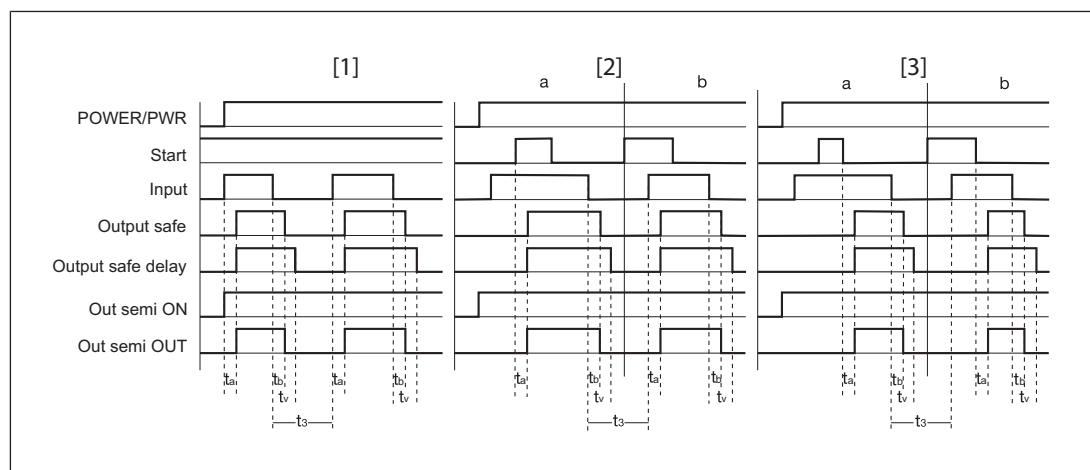 [1] [2] [3]
a b a b
POWER/PWR
Start
Input
Output safe
Output safe delay
Out semi ON
Out semi OUT
ta tb ta tb ta tb ta tb ta tb ta tb
tv tv tv tv tv tv
t3 t3 t3